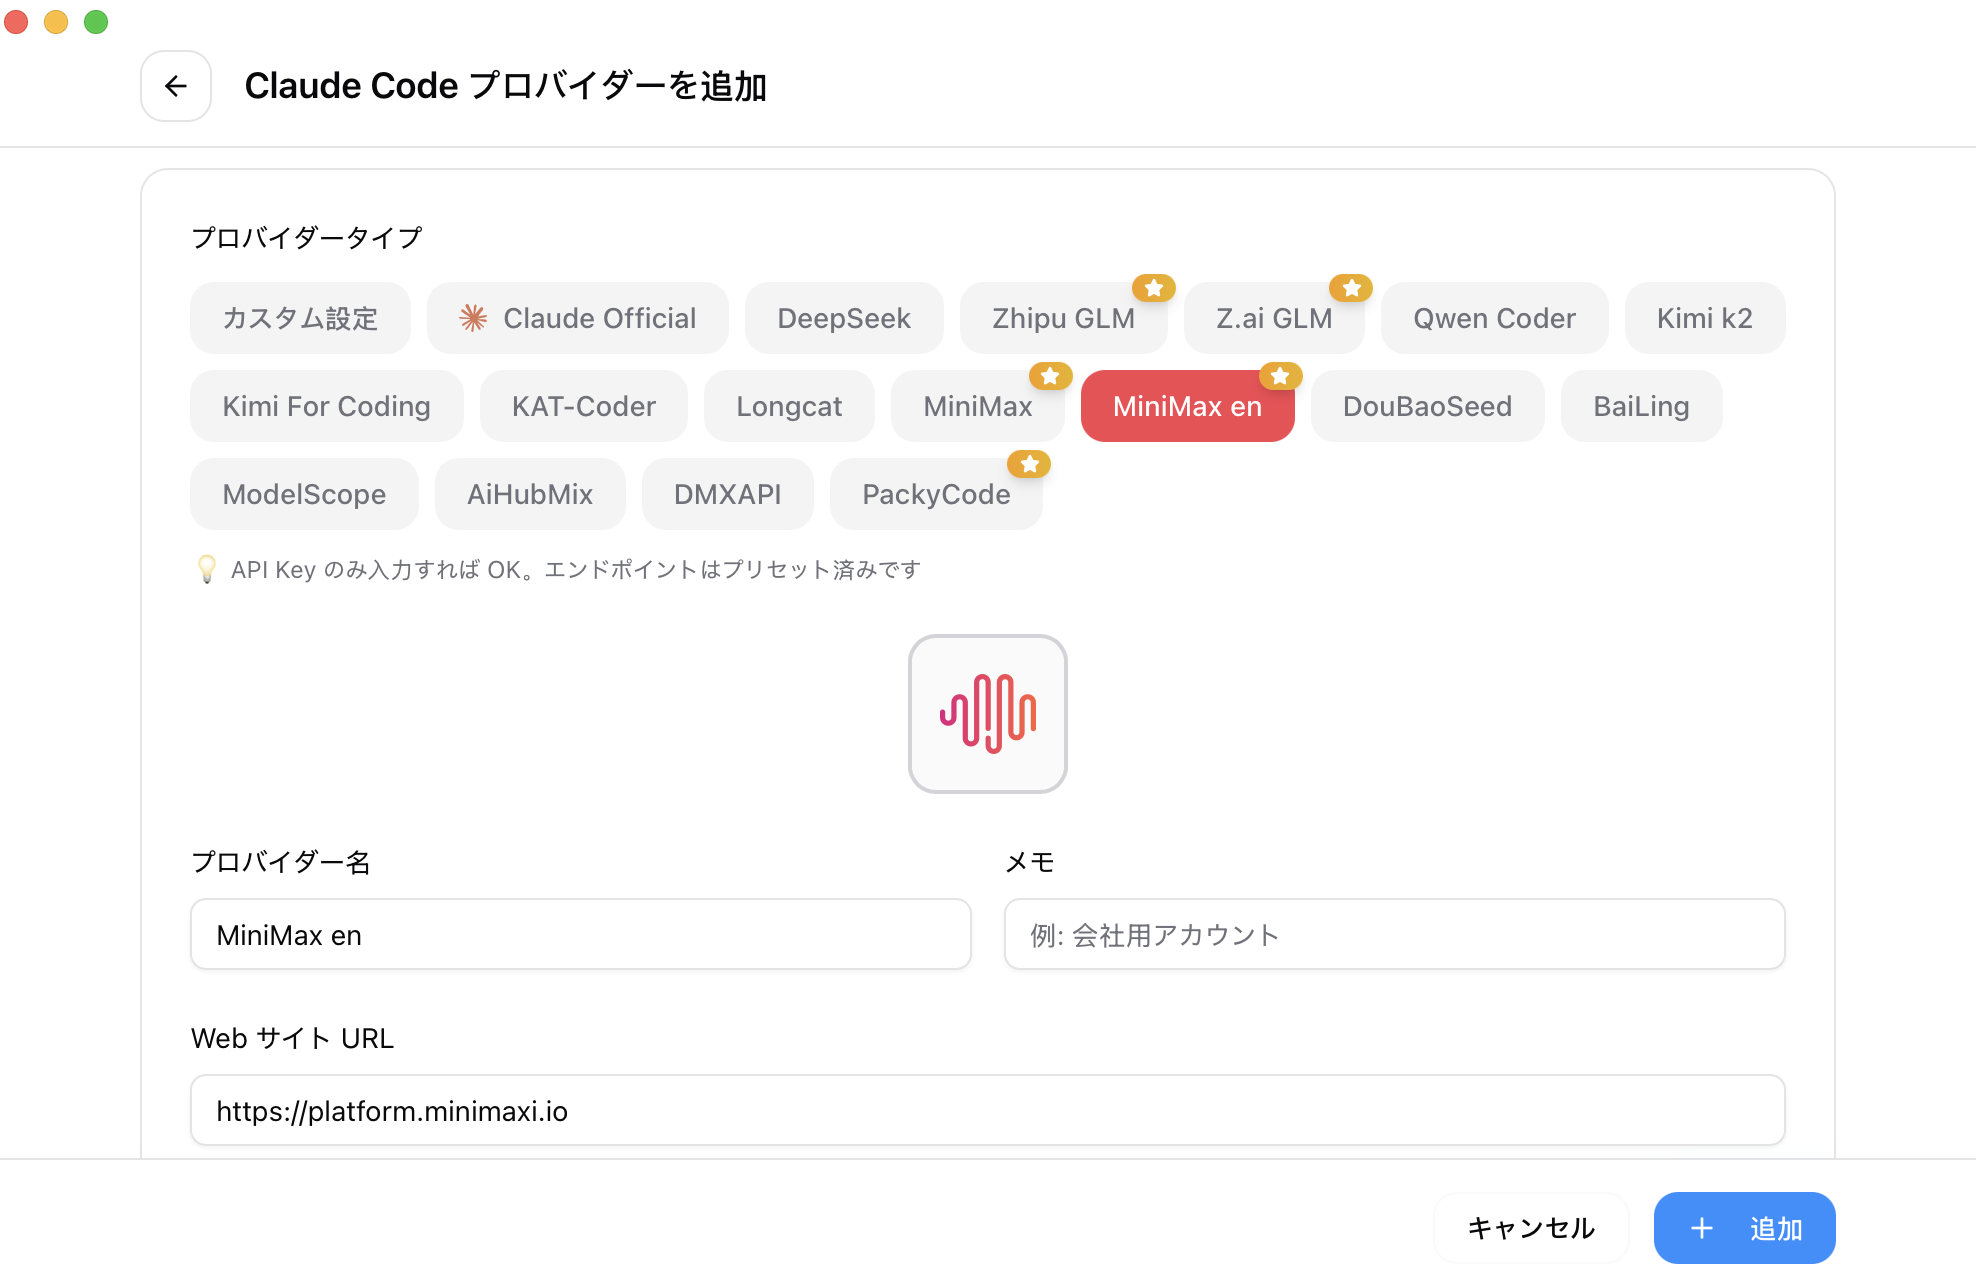 Claude Code プロバイダーを追加
プロバイダータイプ
カスタム設定 Claude Official DeepSeek Zhipu GLM Z.ai GLM Qwen Coder Kimi k2
Kimi For Coding KAT-Coder Longcat MiniMax MiniMax en DouBaoSeed BaiLing
ModelScope AiHubMix DMXAPI PackyCode
API Key のみ入力すれば OK。エンドポイントはプリセット済みです
プロバイダー名 メモ
MiniMax en 例: 会社用アカウント
Web サイト URL
https://platform.minimaxi.io
キャンセル 追加